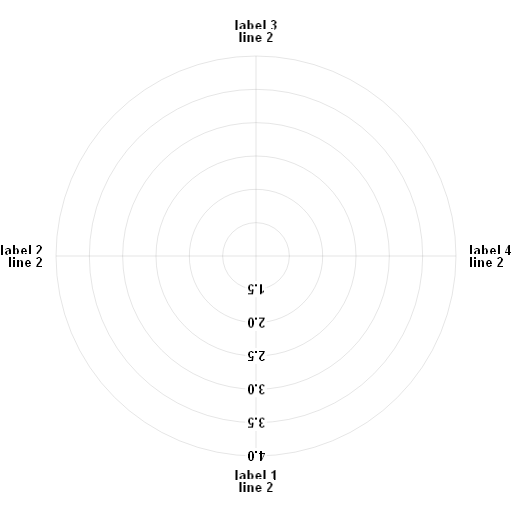 label 3
line 2
label 2
line 2
label 4
line 2
1.5
2.0
2.5
3.0
3.5
4.0
label 1
line 2